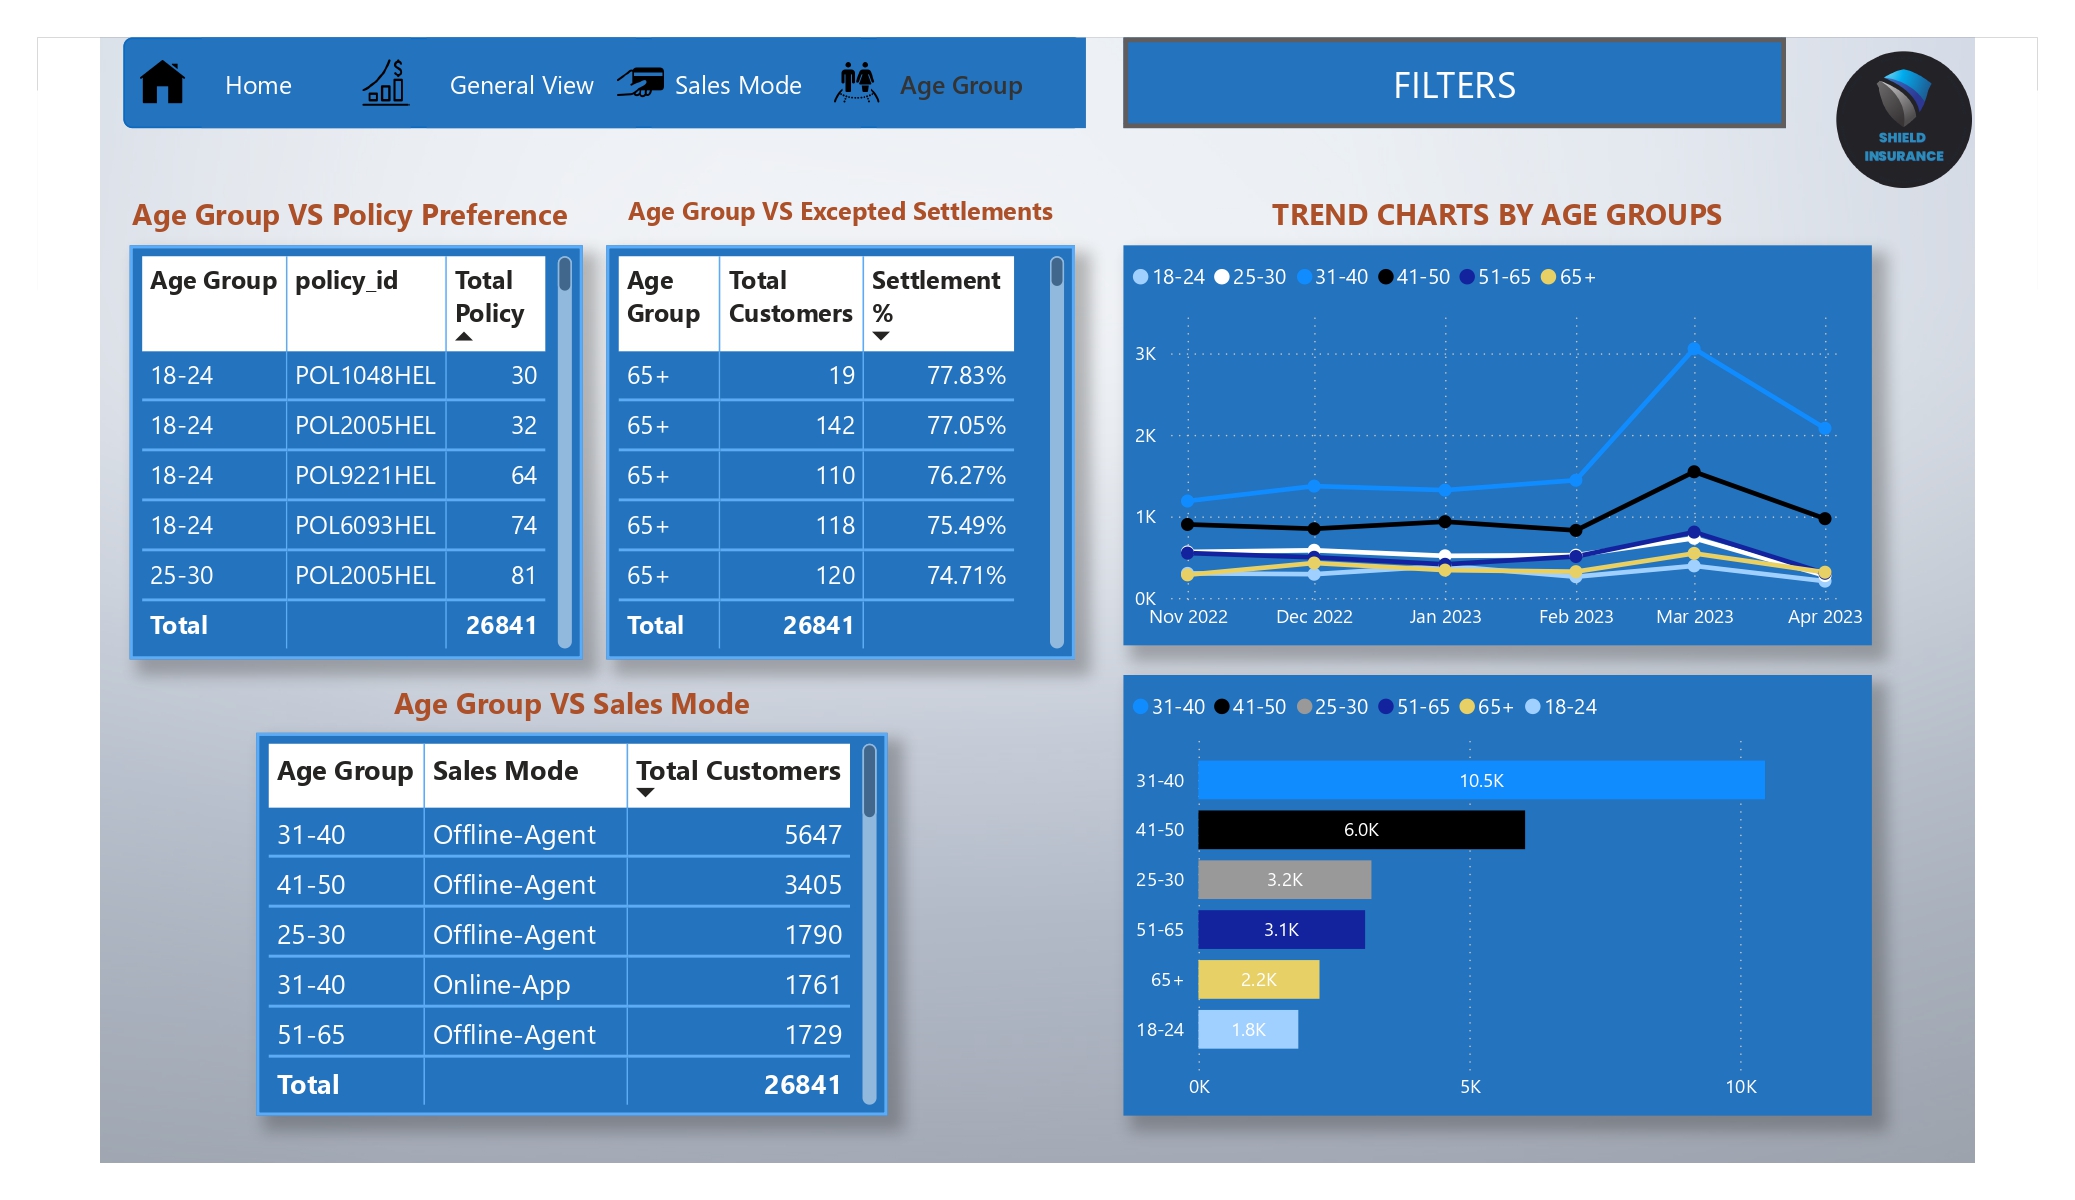 Home
General View
Sales Mode
Age Group
FILTERS
SHIELD
INSURANCE
Age Group VS Policy Preference
Age Group policy_id Total Policy
18-24 POL1048HEL 30
18-24 POL2005HEL 32
18-24 POL9221HEL 64
18-24 POL6093HEL 74
25-30 POL2005HEL 81
Total 26841
Age Group VS Excepted Settlements
Age Group Total Customers Settlement %
65+ 19 77.83%
65+ 142 77.05%
65+ 110 76.27%
65+ 118 75.49%
65+ 120 74.71%
Total 26841
Age Group VS Sales Mode
Age Group Sales Mode Total Customers
31-40 Offline-Agent 5647
41-50 Offline-Agent 3405
25-30 Offline-Agent 1790
31-40 Online-App 1761
51-65 Offline-Agent 1729
Total 26841
TREND CHARTS BY AGE GROUPS
18-24 25-30 31-40 41-50 51-65 65+
3K
2K
1K
0K
Nov 2022 Dec 2022 Jan 2023 Feb 2023 Mar 2023 Apr 2023
31-40 41-50 25-30 51-65 65+ 18-24
31-40 10.5K
41-50 6.0K
25-30 3.2K
51-65 3.1K
65+ 2.2K
18-24 1.8K
0K 5K 10K